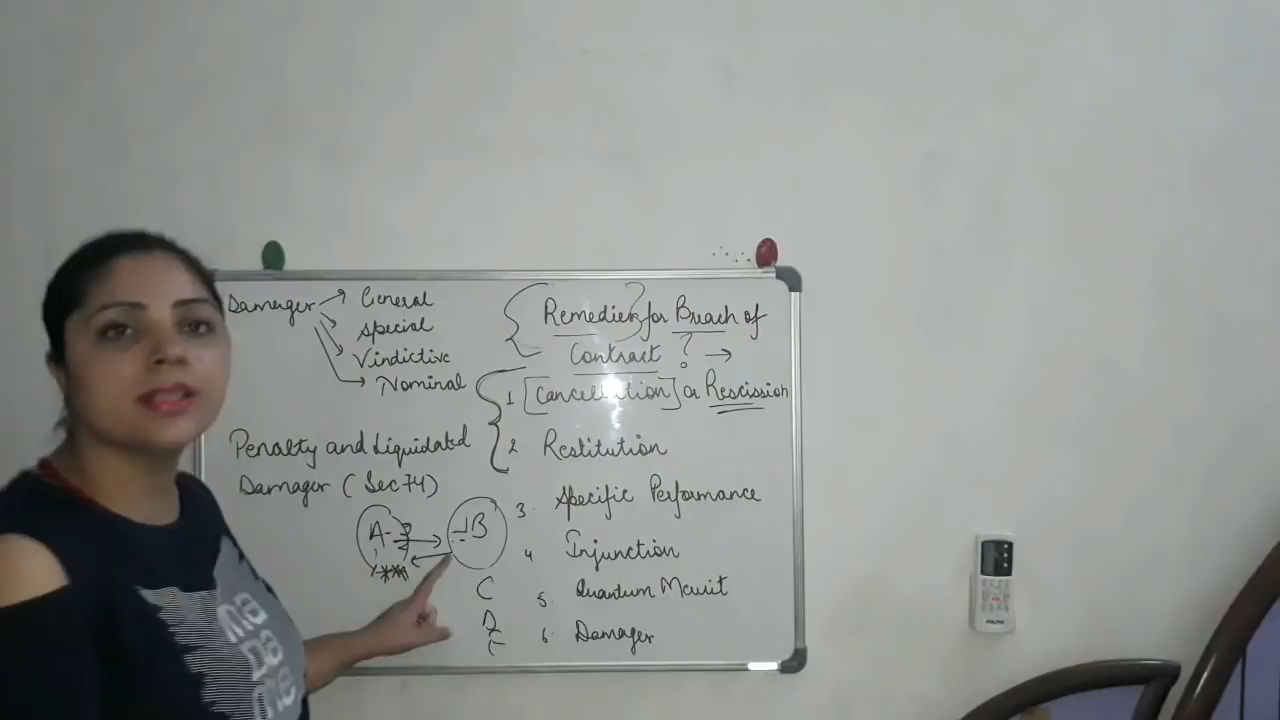 Damages → General
Special
Vindictive
Nominal
Penalty and Liquidated
Damages (Sec 74)
A
B
C
D
Remedies for Breach of
Contract ? →
1 [Cancellation] or Rescission
2 Restitution
3. Specific Performance
4 Injunction
5. Quantum Meruit
6. Damages